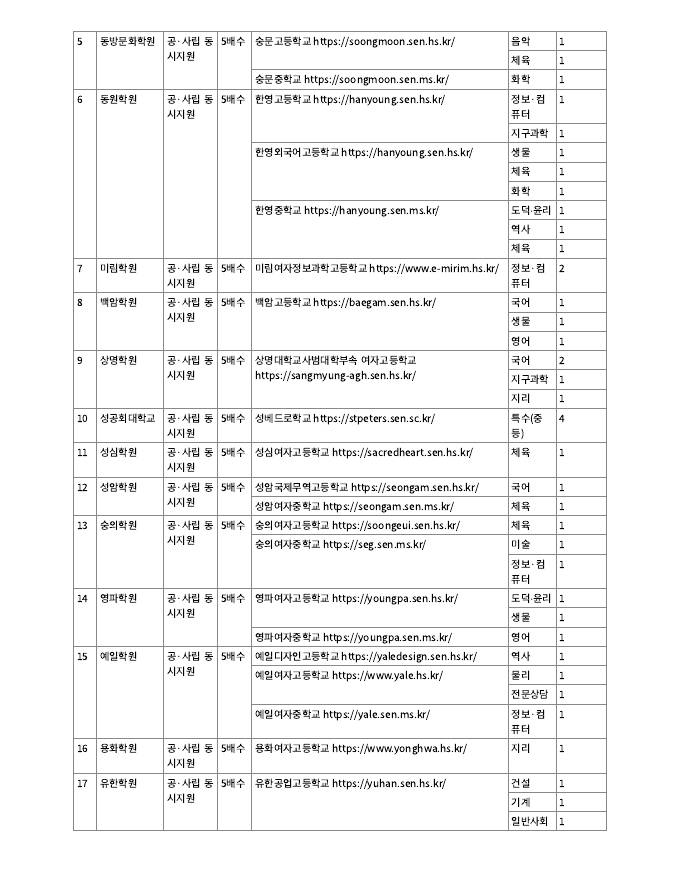 5 동방문화학원 공·사립 동 5배수 숭문고등학교 https://soongmoon.sen.hs.kr/ 음악 1
시지원
체육 1
숭문중학교 https://soongmoon.sen.ms.kr/ 화학 1
6 동원학원 공·사립 동 5배수 한영고등학교 https://hanyoung.sen.hs.kr/ 정보·컴 1
시지원 퓨터
지구과학 1
한영외국어고등학교 https://hanyoung.sen.hs.kr/ 생물 1
체육 1
화학 1
한영중학교 https://hanyoung.sen.ms.kr/ 도덕·윤리 1
역사 1
체육 1
7 미림학원 공·사립 동 5배수 미림여자정보과학고등학교 https://www.e-mirim.hs.kr/ 정보·컴 2
시지원 퓨터
8 백암학원 공·사립 동 5배수 백암고등학교 https://baegam.sen.hs.kr/ 국어 1
시지원
생물 1
영어 1
9 상명학원 공·사립 동 5배수 상명대학교사범대학부속 여자고등학교 국어 2
시지원 https://sangmyung-agh.sen.hs.kr/
지구과학 1
지리 1
10 성공회대학교 공·사립 동 5배수 성베드로학교 https://stpeters.sen.sc.kr/ 특수(중 4
시지원 등)
11 성심학원 공·사립 동 5배수 성심여자고등학교 https://sacredheart.sen.hs.kr/ 체육 1
시지원
12 성암학원 공·사립 동 5배수 성암국제무역고등학교 https://seongam.sen.hs.kr/ 국어 1
시지원 성암여자중학교 https://seongam.sen.ms.kr/ 체육 1
13 숭의학원 공·사립 동 5배수 숭의여자고등학교 https://soongeui.sen.hs.kr/ 체육 1
시지원 숭의여자중학교 https://seg.sen.ms.kr/ 미술 1
정보·컴 1
퓨터
14 영파학원 공·사립 동 5배수 영파여자고등학교 https://youngpa.sen.hs.kr/ 도덕·윤리 1
시지원
생물 1
영파여자중학교 https://youngpa.sen.ms.kr/ 영어 1
15 예일학원 공·사립 동 5배수 예일디자인고등학교 https://yaledesign.sen.hs.kr/ 역사 1
시지원 예일여자고등학교 https://www.yale.hs.kr/ 물리 1
전문상담 1
예일여자중학교 https://yale.sen.ms.kr/ 정보·컴 1
퓨터
16 용화학원 공·사립 동 5배수 용화여자고등학교 https://www.yonghwa.hs.kr/ 지리 1
시지원
17 유한학원 공·사립 동 5배수 유한공업고등학교 https://yuhan.sen.hs.kr/ 건설 1
시지원
기계 1
일반사회 1